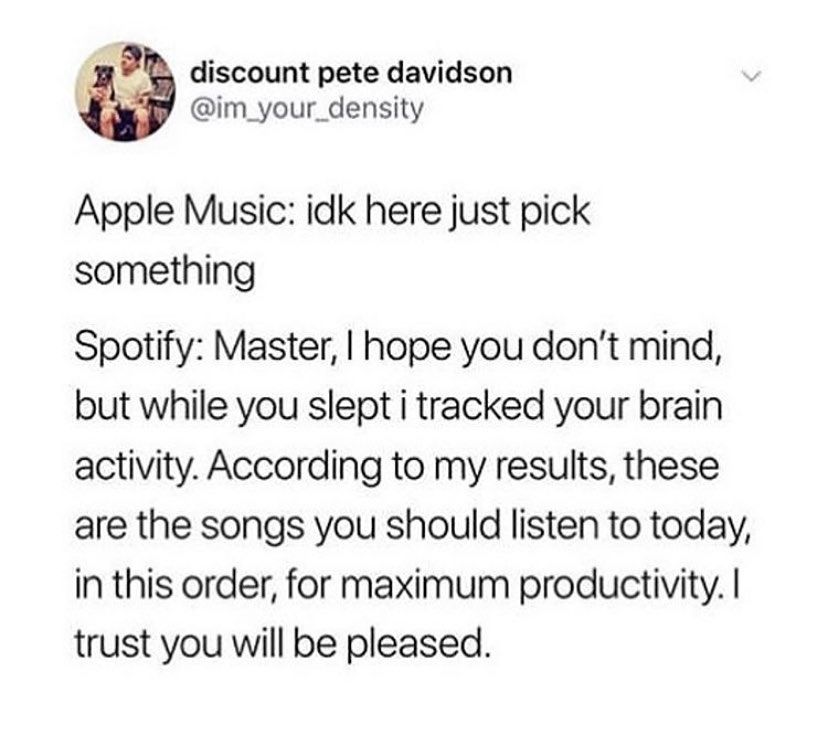 discount pete davidson
@im_your_density
Apple Music: idk here just pick
something
Spotify: Master, I hope you don't mind,
but while you slept i tracked your brain
activity. According to my results, these
are the songs you should listen to today,
in this order, for maximum productivity. I
trust you will be pleased.